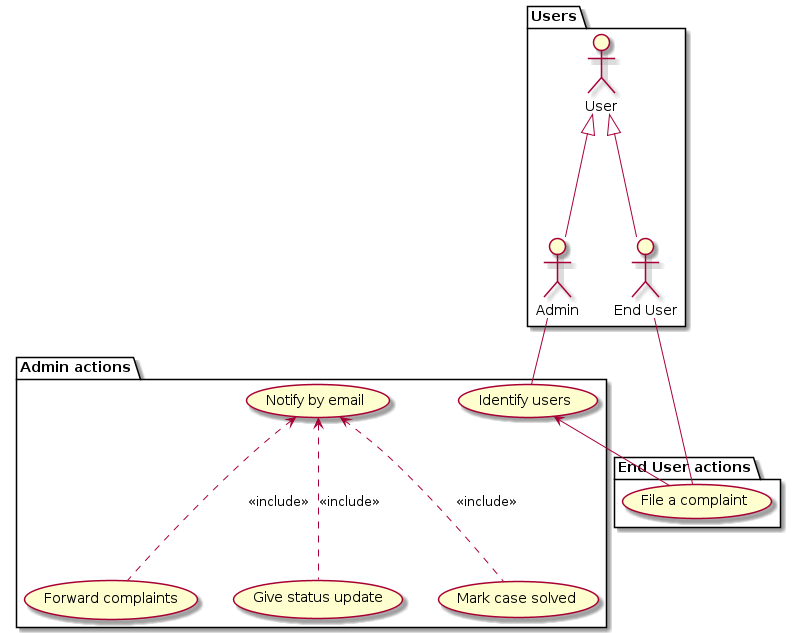 Users
User
Admin
End User
Admin actions
Notify by email
Identify users
End User actions
File a complaint
«include»
«include»
«include»
Forward complaints
Give status update
Mark case solved